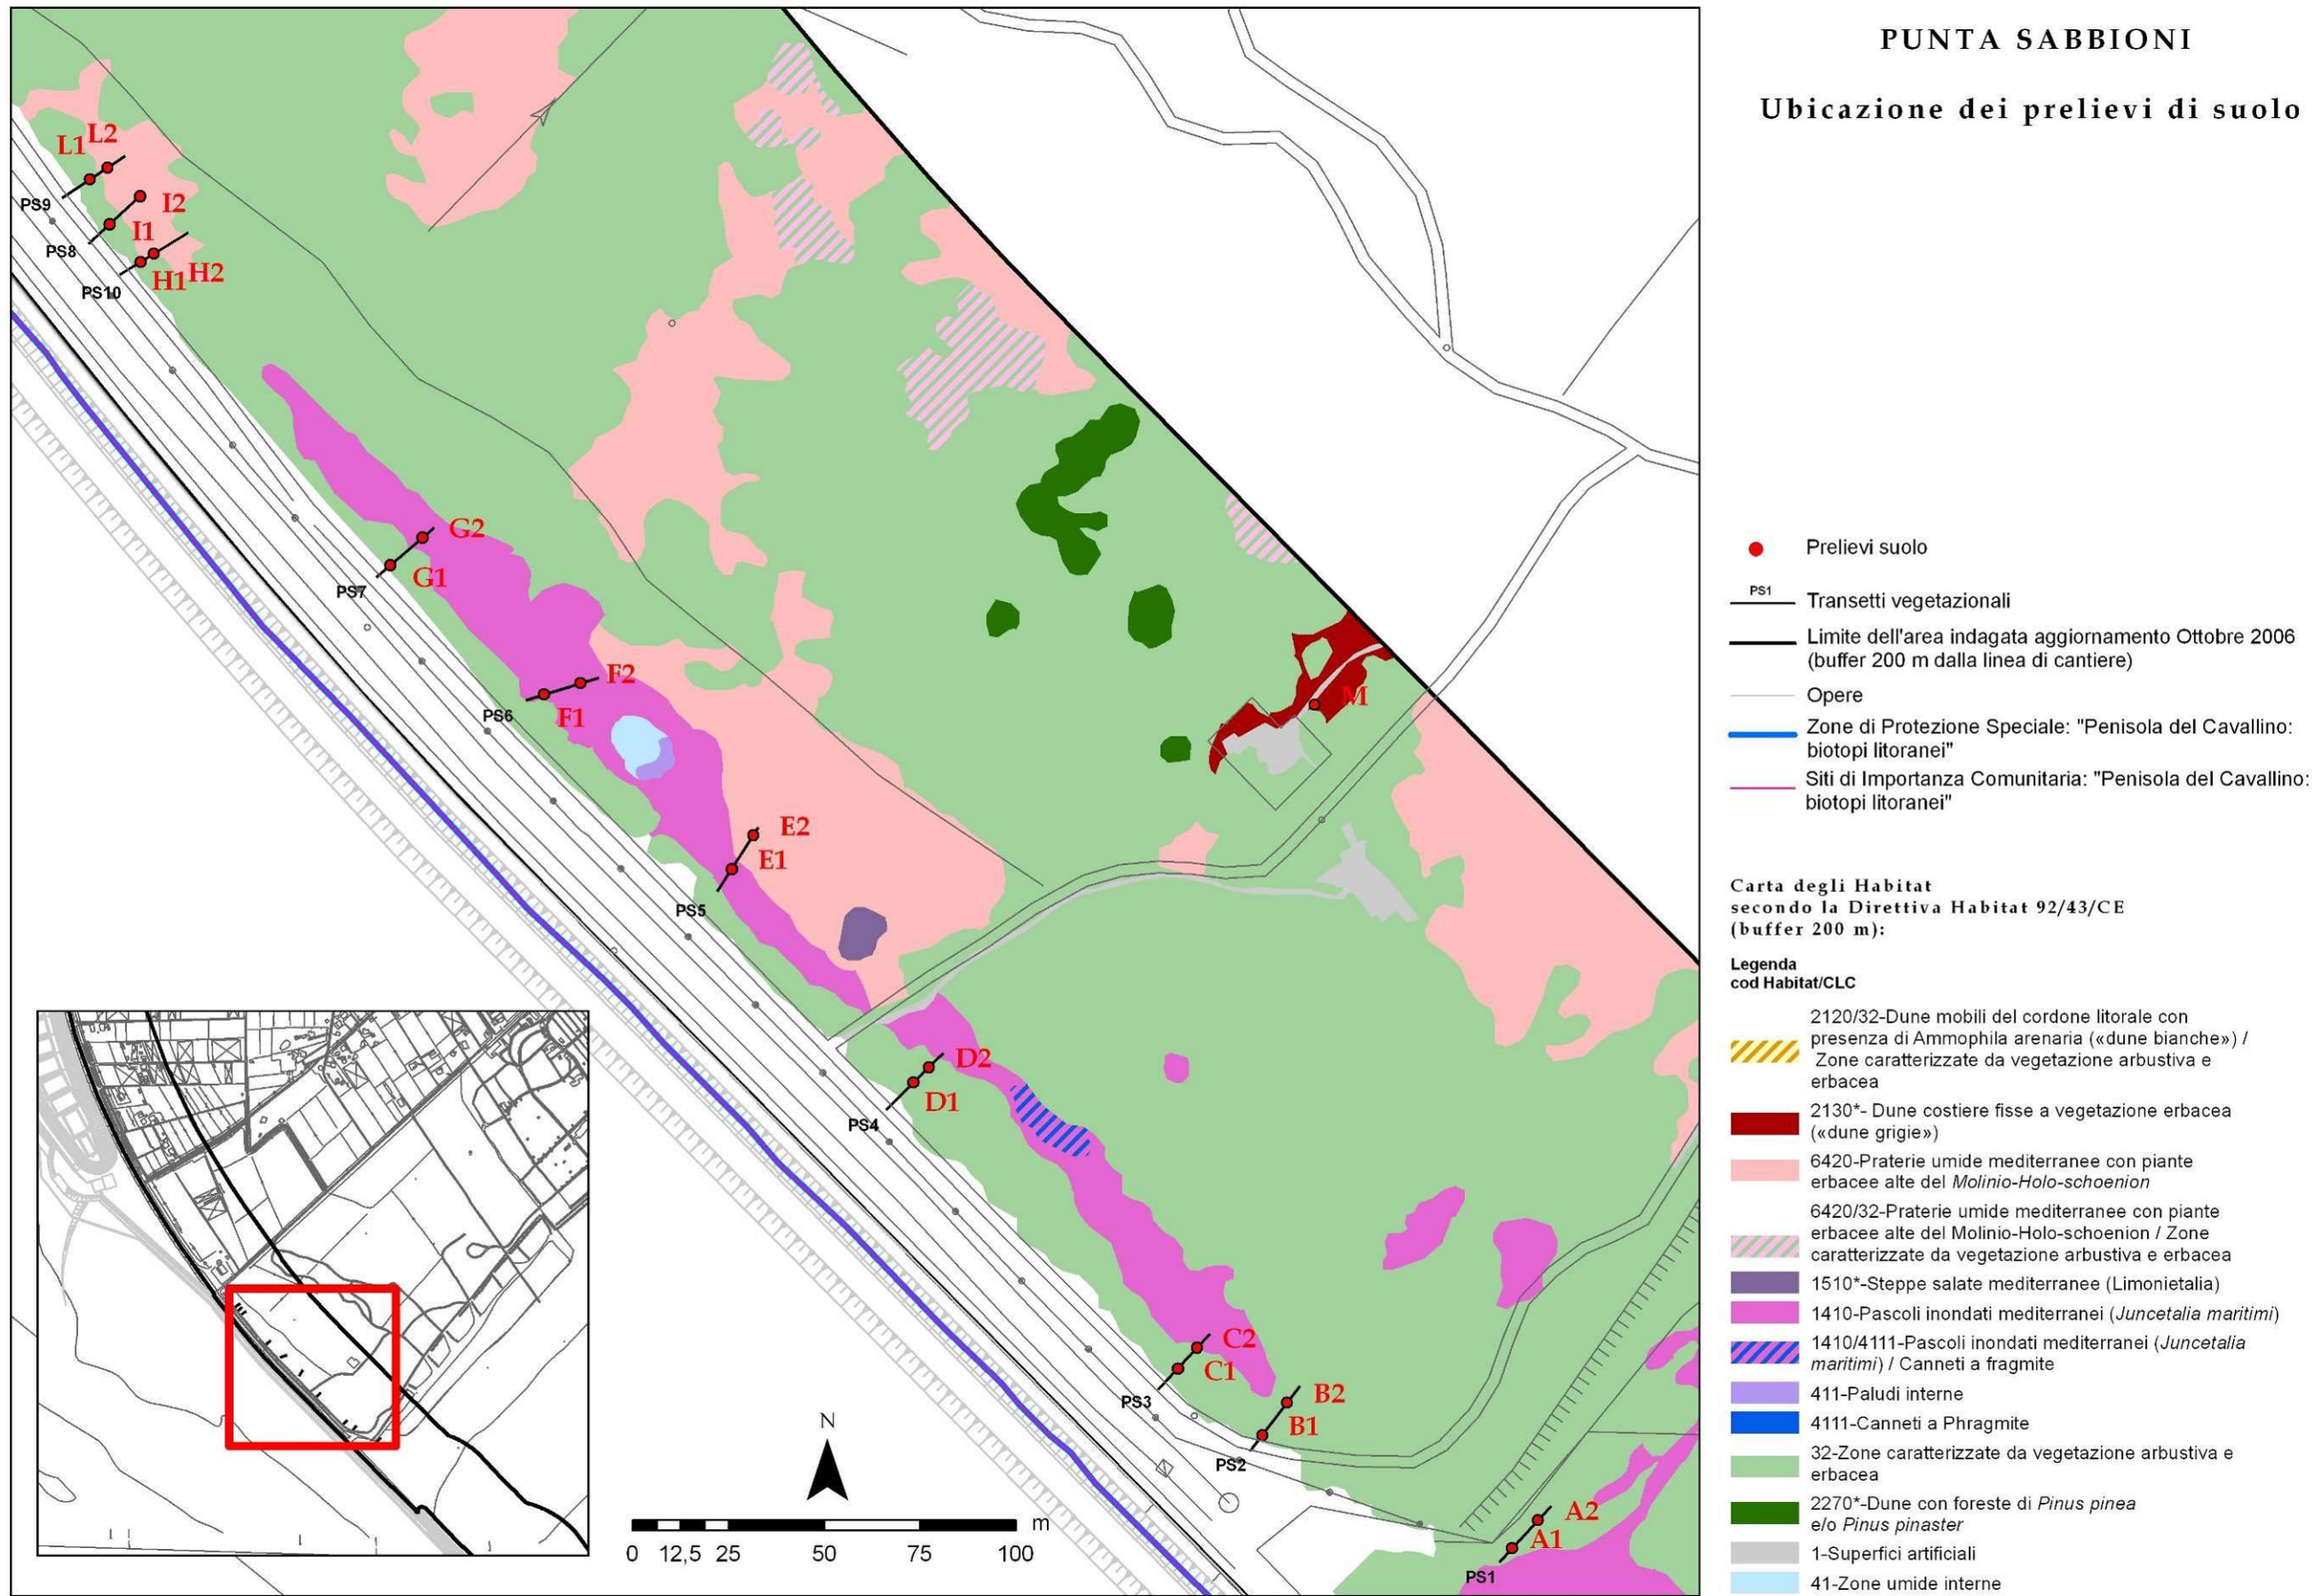 PUNTA SABBIONI
Ubicazione dei prelievi di suolo
L1
L2
PS9
I2
I1
PS8
H1
H2
PS10
G2
G1
PS7
F2
F1
PS6
M
E2
E1
PS5
D2
D1
PS4
C2
C1
PS3
B2
B1
PS2
A2
A1
PS1
N
m
0 12,5 25 50 75 100
Prelievi suolo
PS1
Transetti vegetazionali
Limite dell'area indagata aggiornamento Ottobre 2006
(buffer 200 m dalla linea di cantiere)
Opere
Zone di Protezione Speciale: "Penisola del Cavallino:
biotopi litoranei"
Siti di Importanza Comunitaria: "Penisola del Cavallino:
biotopi litoranei"
Carta degli Habitat
secondo la Direttiva Habitat 92/43/CE
(buffer 200 m):
Legenda
cod Habitat/CLC
2120/32-Dune mobili del cordone litorale con
presenza di Ammophila arenaria («dune bianche») /
Zone caratterizzate da vegetazione arbustiva e
erbacea
2130*- Dune costiere fisse a vegetazione erbacea
(«dune grigie»)
6420-Praterie umide mediterranee con piante
erbacee alte del Molinio-Holo-schoenion
6420/32-Praterie umide mediterranee con piante
erbacee alte del Molinio-Holo-schoenion / Zone
caratterizzate da vegetazione arbustiva e erbacea
1510*-Steppe salate mediterranee (Limonietalia)
1410-Pascoli inondati mediterranei (Juncetalia maritimi)
1410/4111-Pascoli inondati mediterranei (Juncetalia
maritimi) / Canneti a fragmite
411-Paludi interne
4111-Canneti a Phragmite
32-Zone caratterizzate da vegetazione arbustiva e
erbacea
2270*-Dune con foreste di Pinus pinea
e/o Pinus pinaster
1-Superfici artificiali
41-Zone umide interne